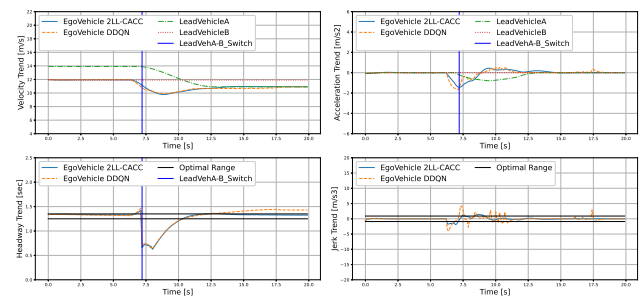 EgoVehicle 2LL-CACC
EgoVehicle DDQN
LeadVehicleA
LeadVehicleB
LeadVehA-B_Switch
Velocity Trend [m/s]
22
20
18
16
14
12
10
8
6
4
0.0 2.5 5.0 7.5 10.0 12.5 15.0 17.5 20.0
Time [s]
EgoVehicle 2LL-CACC
EgoVehicle DDQN
LeadVehicleA
LeadVehicleB
LeadVehA-B_Switch
Acceleration Trend [m/s2]
6
4
2
0
−2
−4
−6
0.0 2.5 5.0 7.5 10.0 12.5 15.0 17.5 20.0
Time [s]
EgoVehicle 2LL-CACC
EgoVehicle DDQN
Optimal Range
LeadVehA-B_Switch
Headway Trend [sec]
2.5
2.0
1.5
1.0
0.5
0.0
0.0 2.5 5.0 7.5 10.0 12.5 15.0 17.5 20.0
Time [s]
EgoVehicle 2LL-CACC
EgoVehicle DDQN
Optimal Range
Jerk Trend [m/s3]
20
15
10
5
0
−5
−10
−15
−20
0.0 2.5 5.0 7.5 10.0 12.5 15.0 17.5 20.0
Time [s]